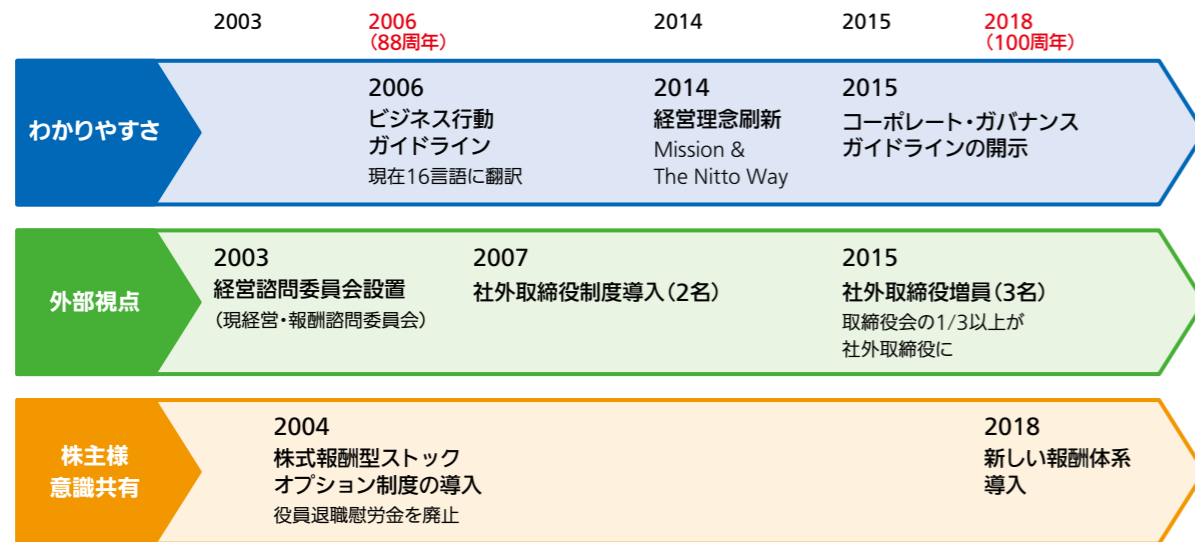 2003
2006
(88周年)
2014
2015
2018
(100周年)
わかりやすさ
2006
ビジネス行動
ガイドライン
現在16言語に翻訳
2014
経営理念刷新
Mission &
The Nitto Way
2015
コーポレート・ガバナンス
ガイドラインの開示
外部視点
2003
経営諮問委員会設置
(現経営・報酬諮問委員会)
2007
社外取締役制度導入(2名)
2015
社外取締役増員(3名)
取締役会の1/3以上が
社外取締役に
株主様
意識共有
2004
株式報酬型ストック
オプション制度の導入
役員退職慰労金を廃止
2018
新しい報酬体系
導入